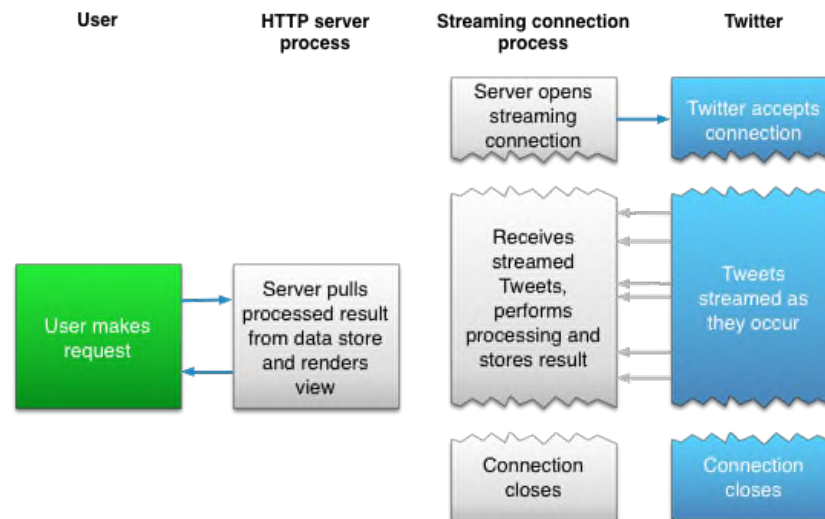 User
HTTP server
process
Streaming connection
process
Twitter
Server opens
streaming
connection
Twitter accepts
connection
User makes
request
Server pulls
processed result
from data store
and renders
view
Receives
streamed
Tweets,
performs
processing and
stores result
Tweets
streamed as
they occur
Connection
closes
Connection
closes